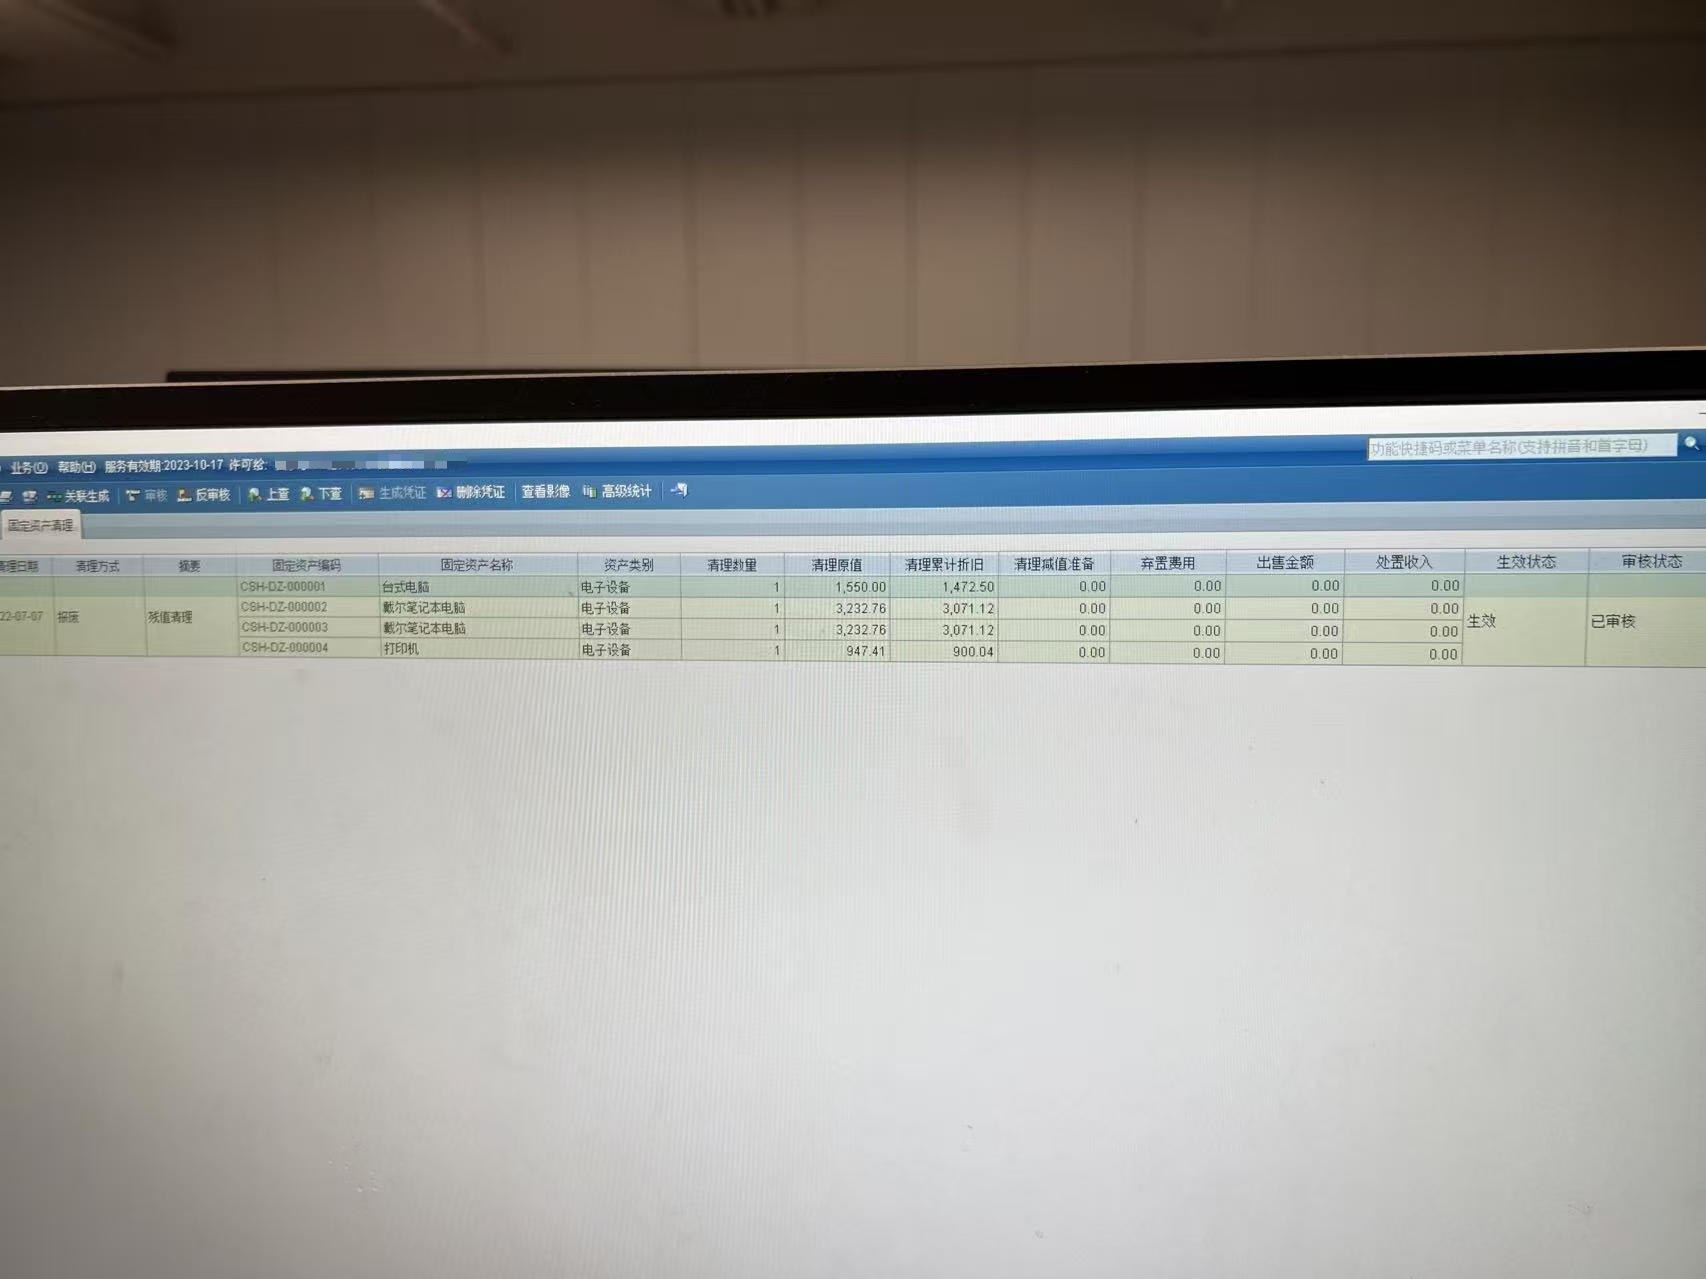 业务(O) 帮助(H) 服务有效期:2023-10-17 许可给:
功能快捷码或菜单名称(支持拼音和首字母)
关联生成 审核 反审核 上查 下查 生成凭证 删除凭证 查看影像 高级统计
固定资产清理
清理日期 清理方式 摘要 固定资产编码 固定资产名称 资产类别 清理数量 清理原值 清理累计折旧 清理减值准备 弃置费用 出售金额 处置收入 生效状态 审核状态
CSH-DZ-000001 台式电脑 电子设备 1 1,550.00 1,472.50 0.00 0.00 0.00 0.00
22-07-07 报废 残值清理 CSH-DZ-000002 戴尔笔记本电脑 电子设备 1 3,232.76 3,071.12 0.00 0.00 0.00 0.00 生效 已审核
CSH-DZ-000003 戴尔笔记本电脑 电子设备 1 3,232.76 3,071.12 0.00 0.00 0.00 0.00
CSH-DZ-000004 打印机 电子设备 1 947.41 900.04 0.00 0.00 0.00 0.00